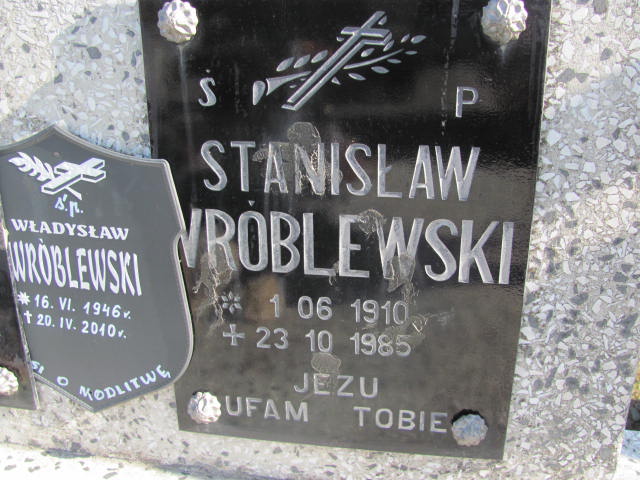 Ś P
STANISŁAW
WRÓBLEWSKI
* 1 06 1910
+ 23 10 1985
JEZU
UFAM TOBIE
ś.p.
WŁADYSŁAW
WRÓBLEWSKI
* 16. VI. 1946 r.
† 20. IV. 2010 r.
O MODLITWĘ